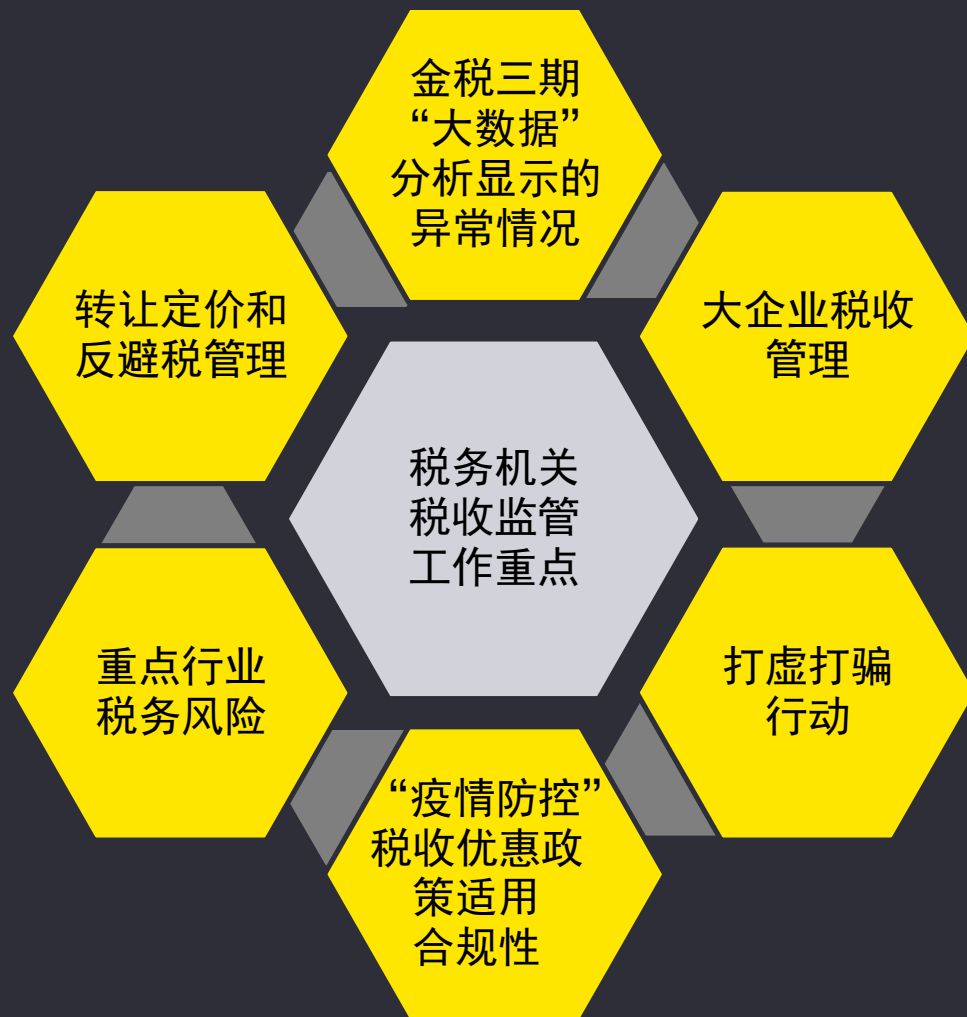 金税三期
“大数据”
分析显示的
异常情况
转让定价和
反避税管理
大企业税收
管理
税务机关
税收监管
工作重点
重点行业
税务风险
打虚打骗
行动
“疫情防控”
税收优惠政
策适用
合规性